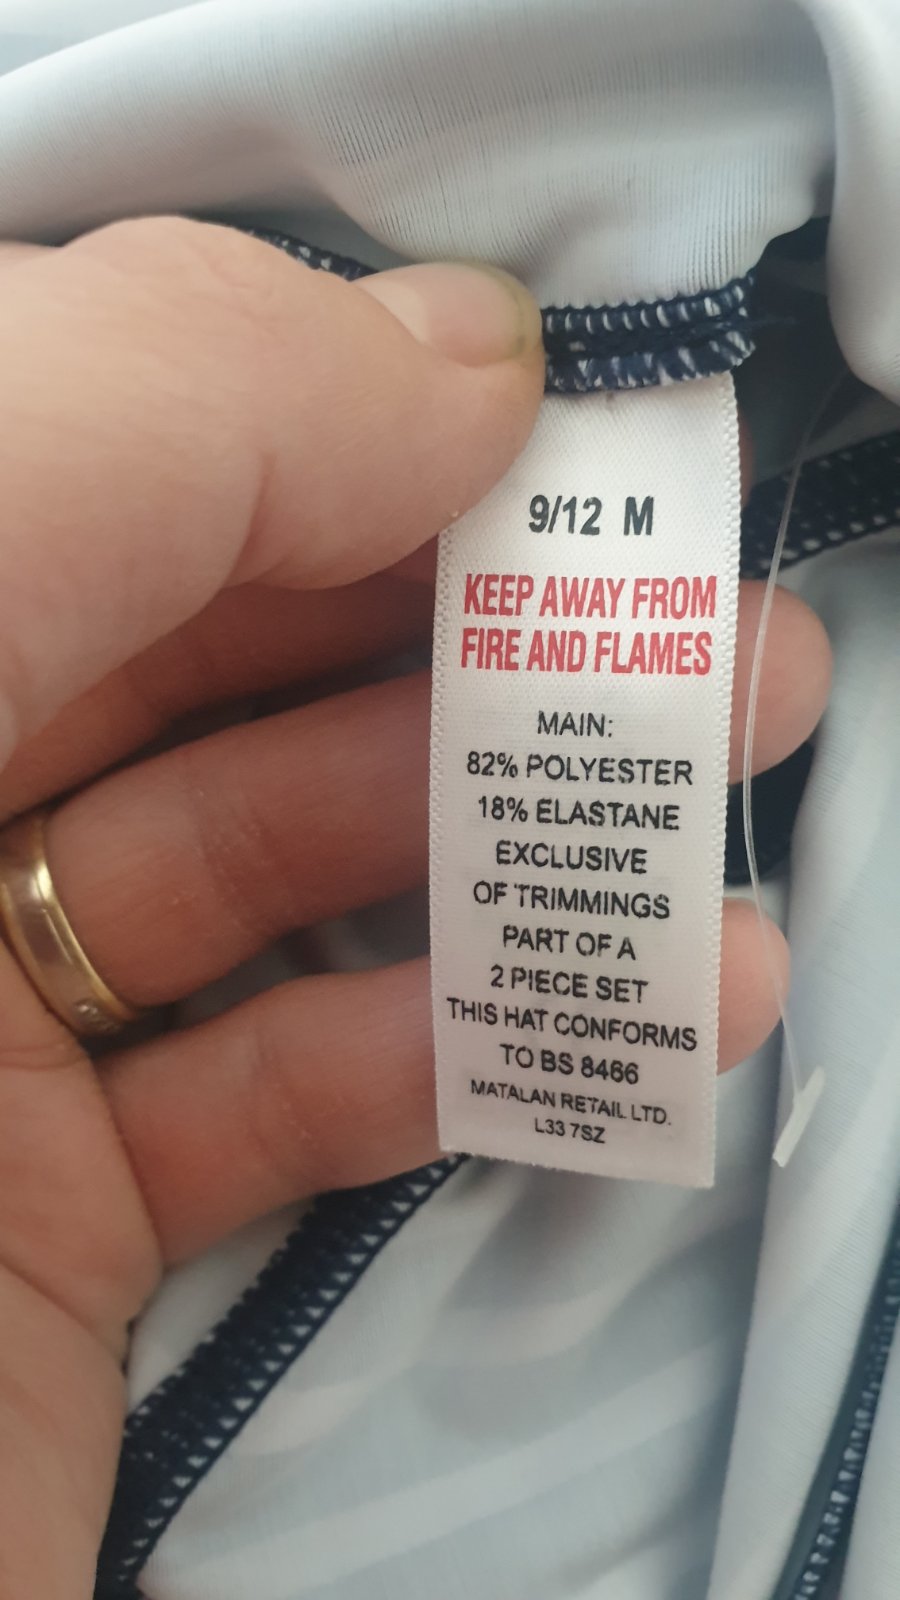 9/12 M
KEEP AWAY FROM
FIRE AND FLAMES
MAIN:
82% POLYESTER
18% ELASTANE
EXCLUSIVE
OF TRIMMINGS
PART OF A
2 PIECE SET
THIS HAT CONFORMS
TO BS 8466
MATALAN RETAIL LTD.
L33 7SZ